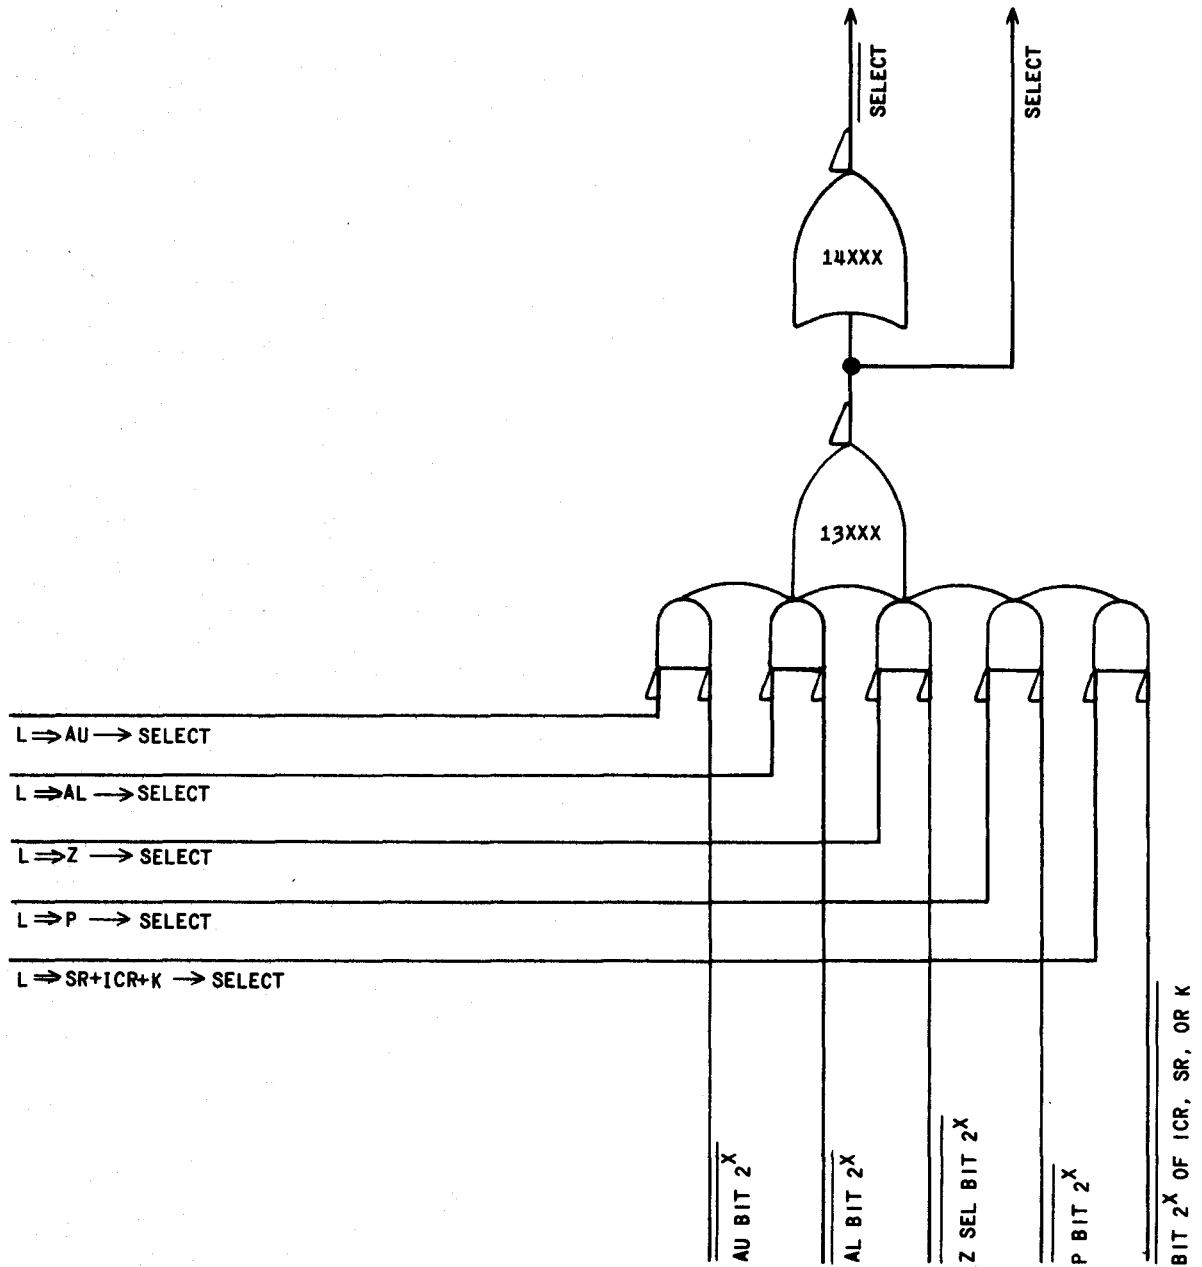 SELECT
SELECT
14XXX
13XXX
L ⇒ AU → SELECT
L ⇒ AL → SELECT
L ⇒ Z → SELECT
L ⇒ P → SELECT
L ⇒ SR+ICR+K → SELECT
AU BIT 2^X
AL BIT 2^X
Z SEL BIT 2^X
P BIT 2^X
BIT 2^X OF ICR, SR, OR K